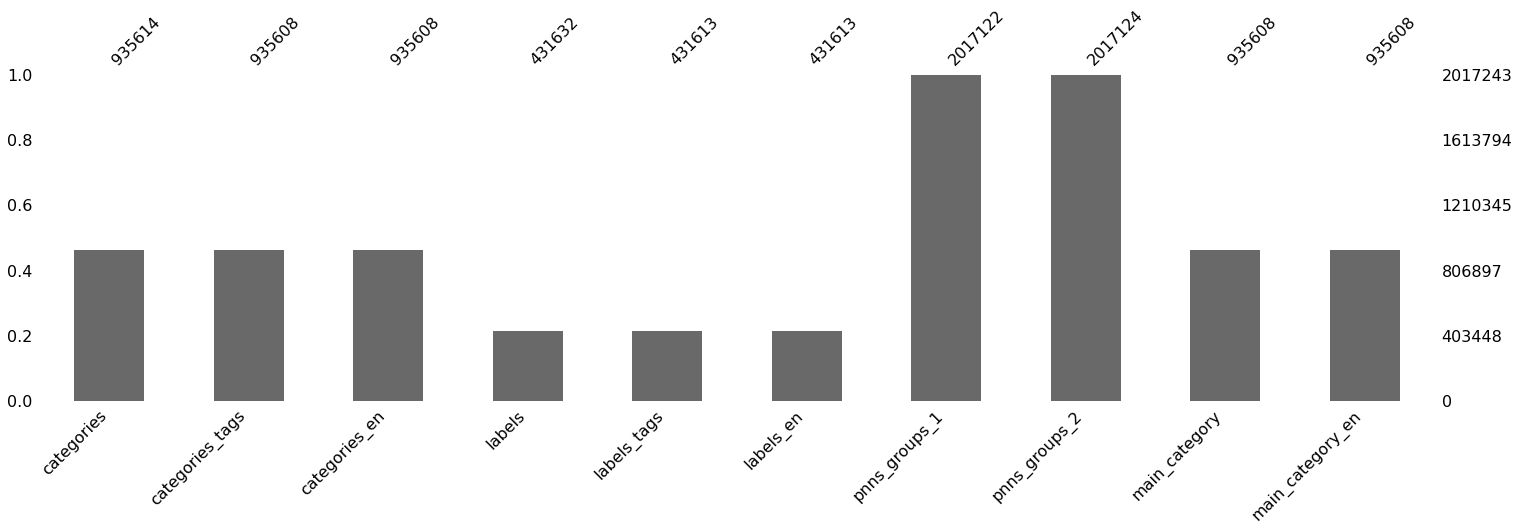 935614
935608
935608
431632
431613
431613
2017122
2017124
935608
935608
1.0
2017243
0.8
1613794
0.6
1210345
0.4
806897
0.2
403448
0.0
0
categories
categories_tags
categories_en
labels
labels_tags
labels_en
pnns_groups_1
pnns_groups_2
main_category
main_category_en